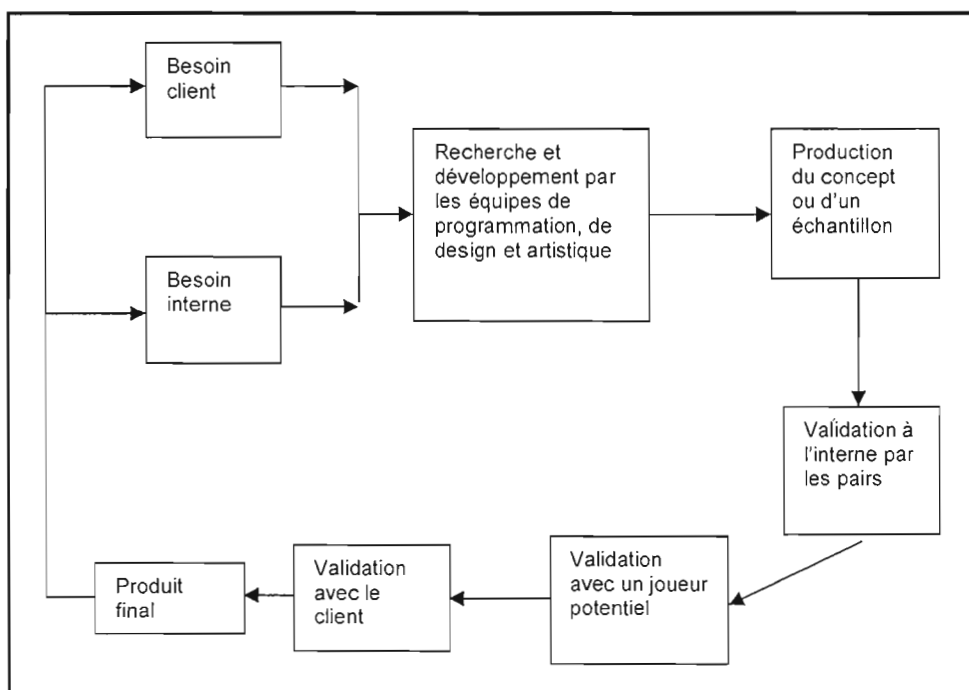 Besoin
client
Besoin
interne
Recherche et
développement par
les équipes de
programmation, de
design et artistique
Production
du concept
ou d'un
échantillon
Validation à
l'interne par
les pairs
Validation
avec un joueur
potentiel
Validation
avec le
client
Produit
final